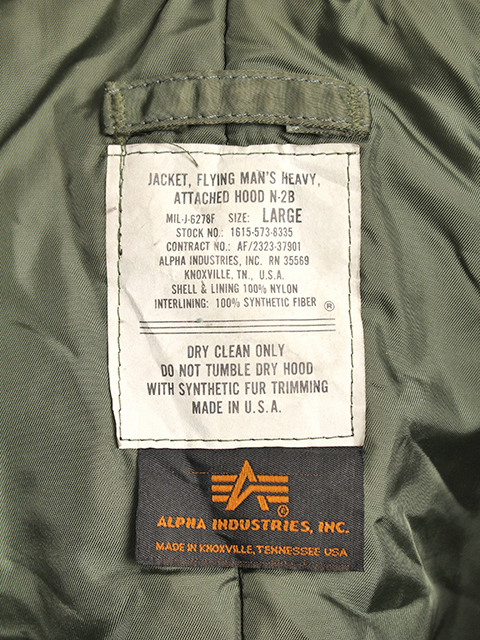 JACKET, FLYING MAN'S HEAVY,
ATTACHED HOOD N-2B
MIL-J-6278F SIZE: LARGE
STOCK NO.: 1615-573-8335
CONTRACT NO.: AF/2323-37901
ALPHA INDUSTRIES, INC. RN 35569
KNOXVILLE, TN., U.S.A.
SHELL & LINING 100% NYLON
INTERLINING: 100% SYNTHETIC FIBER ®
DRY CLEAN ONLY
DO NOT TUMBLE DRY HOOD
WITH SYNTHETIC FUR TRIMMING
MADE IN U.S.A.
®
ALPHA INDUSTRIES, INC.
MADE IN KNOXVILLE, TENNESSEE USA